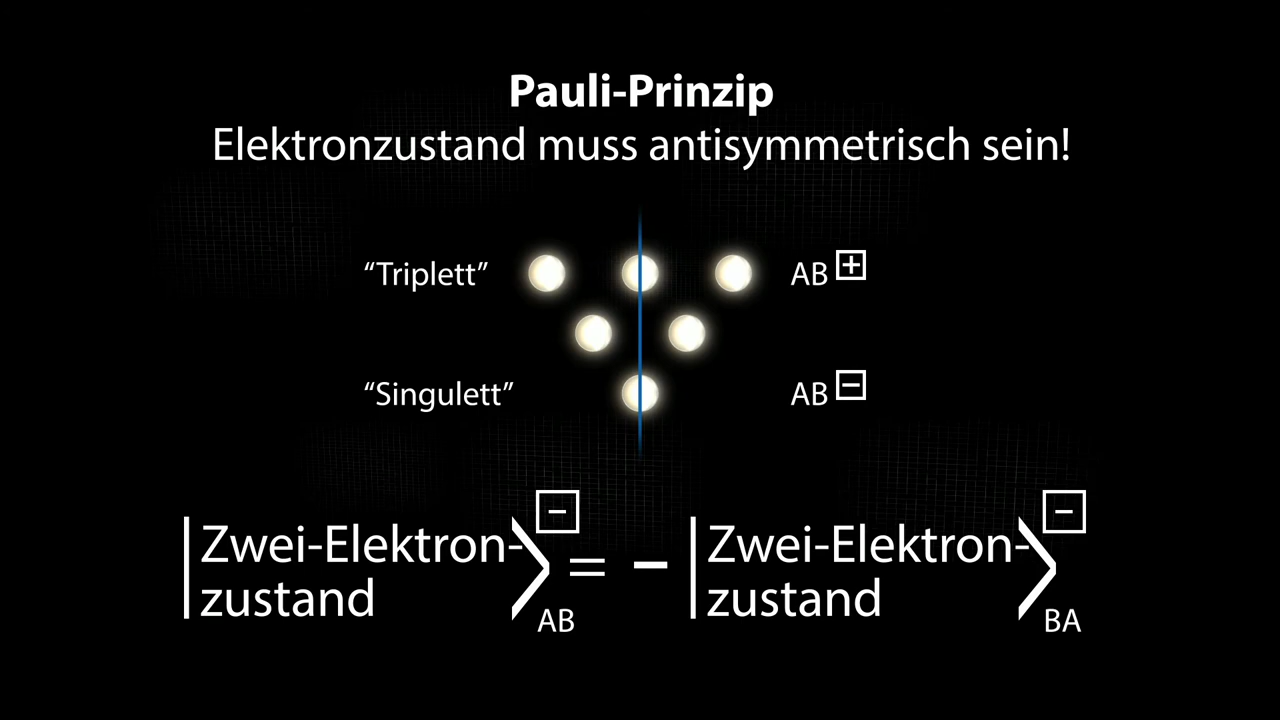 Pauli-Prinzip
Elektronzustand muss antisymmetrisch sein!
“Triplett” AB +
“Singulett” AB −
|Zwei-Elektron-zustand⟩ − AB = − |Zwei-Elektron-zustand⟩ − BA